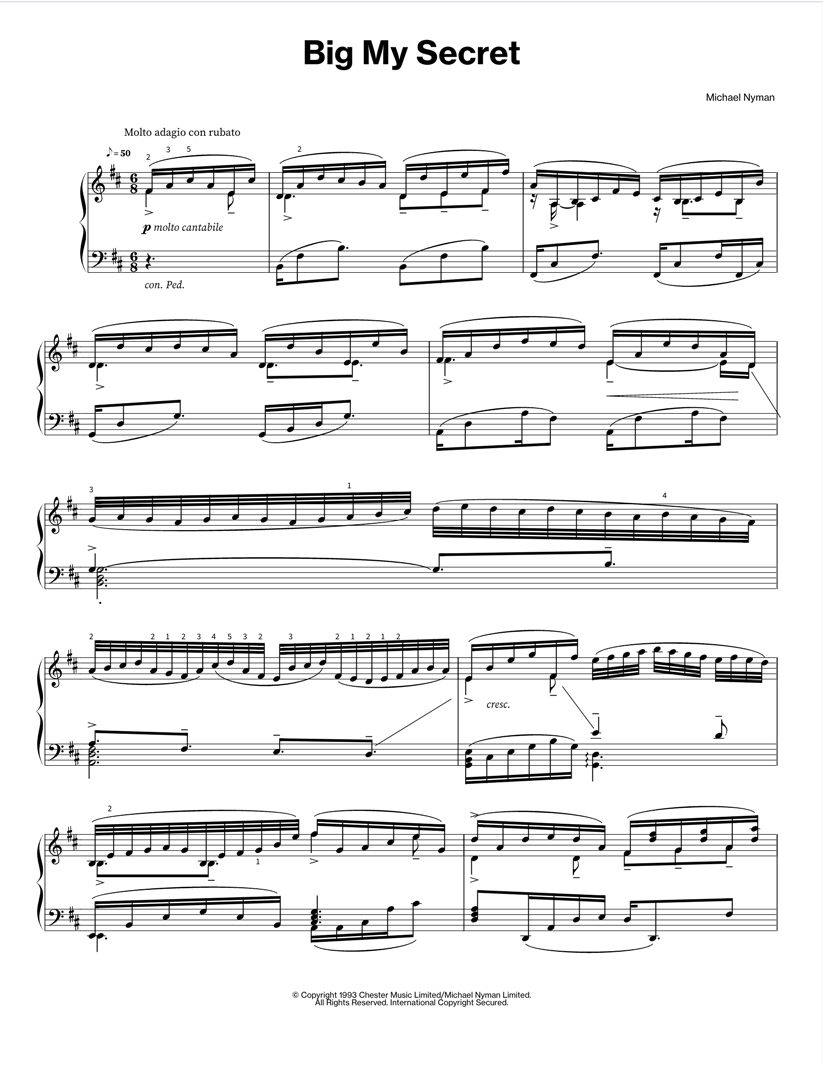 Big My Secret
Michael Nyman
Molto adagio con rubato
♪ = 50
2 3 5
2
6 8
p molto cantabile
6 8
con. Ped.
3
1
4
2 2 1 2 3 4 5 3 2 3 2 1 2 1 2
cresc.
2
1
© Copyright 1993 Chester Music Limited/Michael Nyman Limited.
All Rights Reserved. International Copyright Secured.